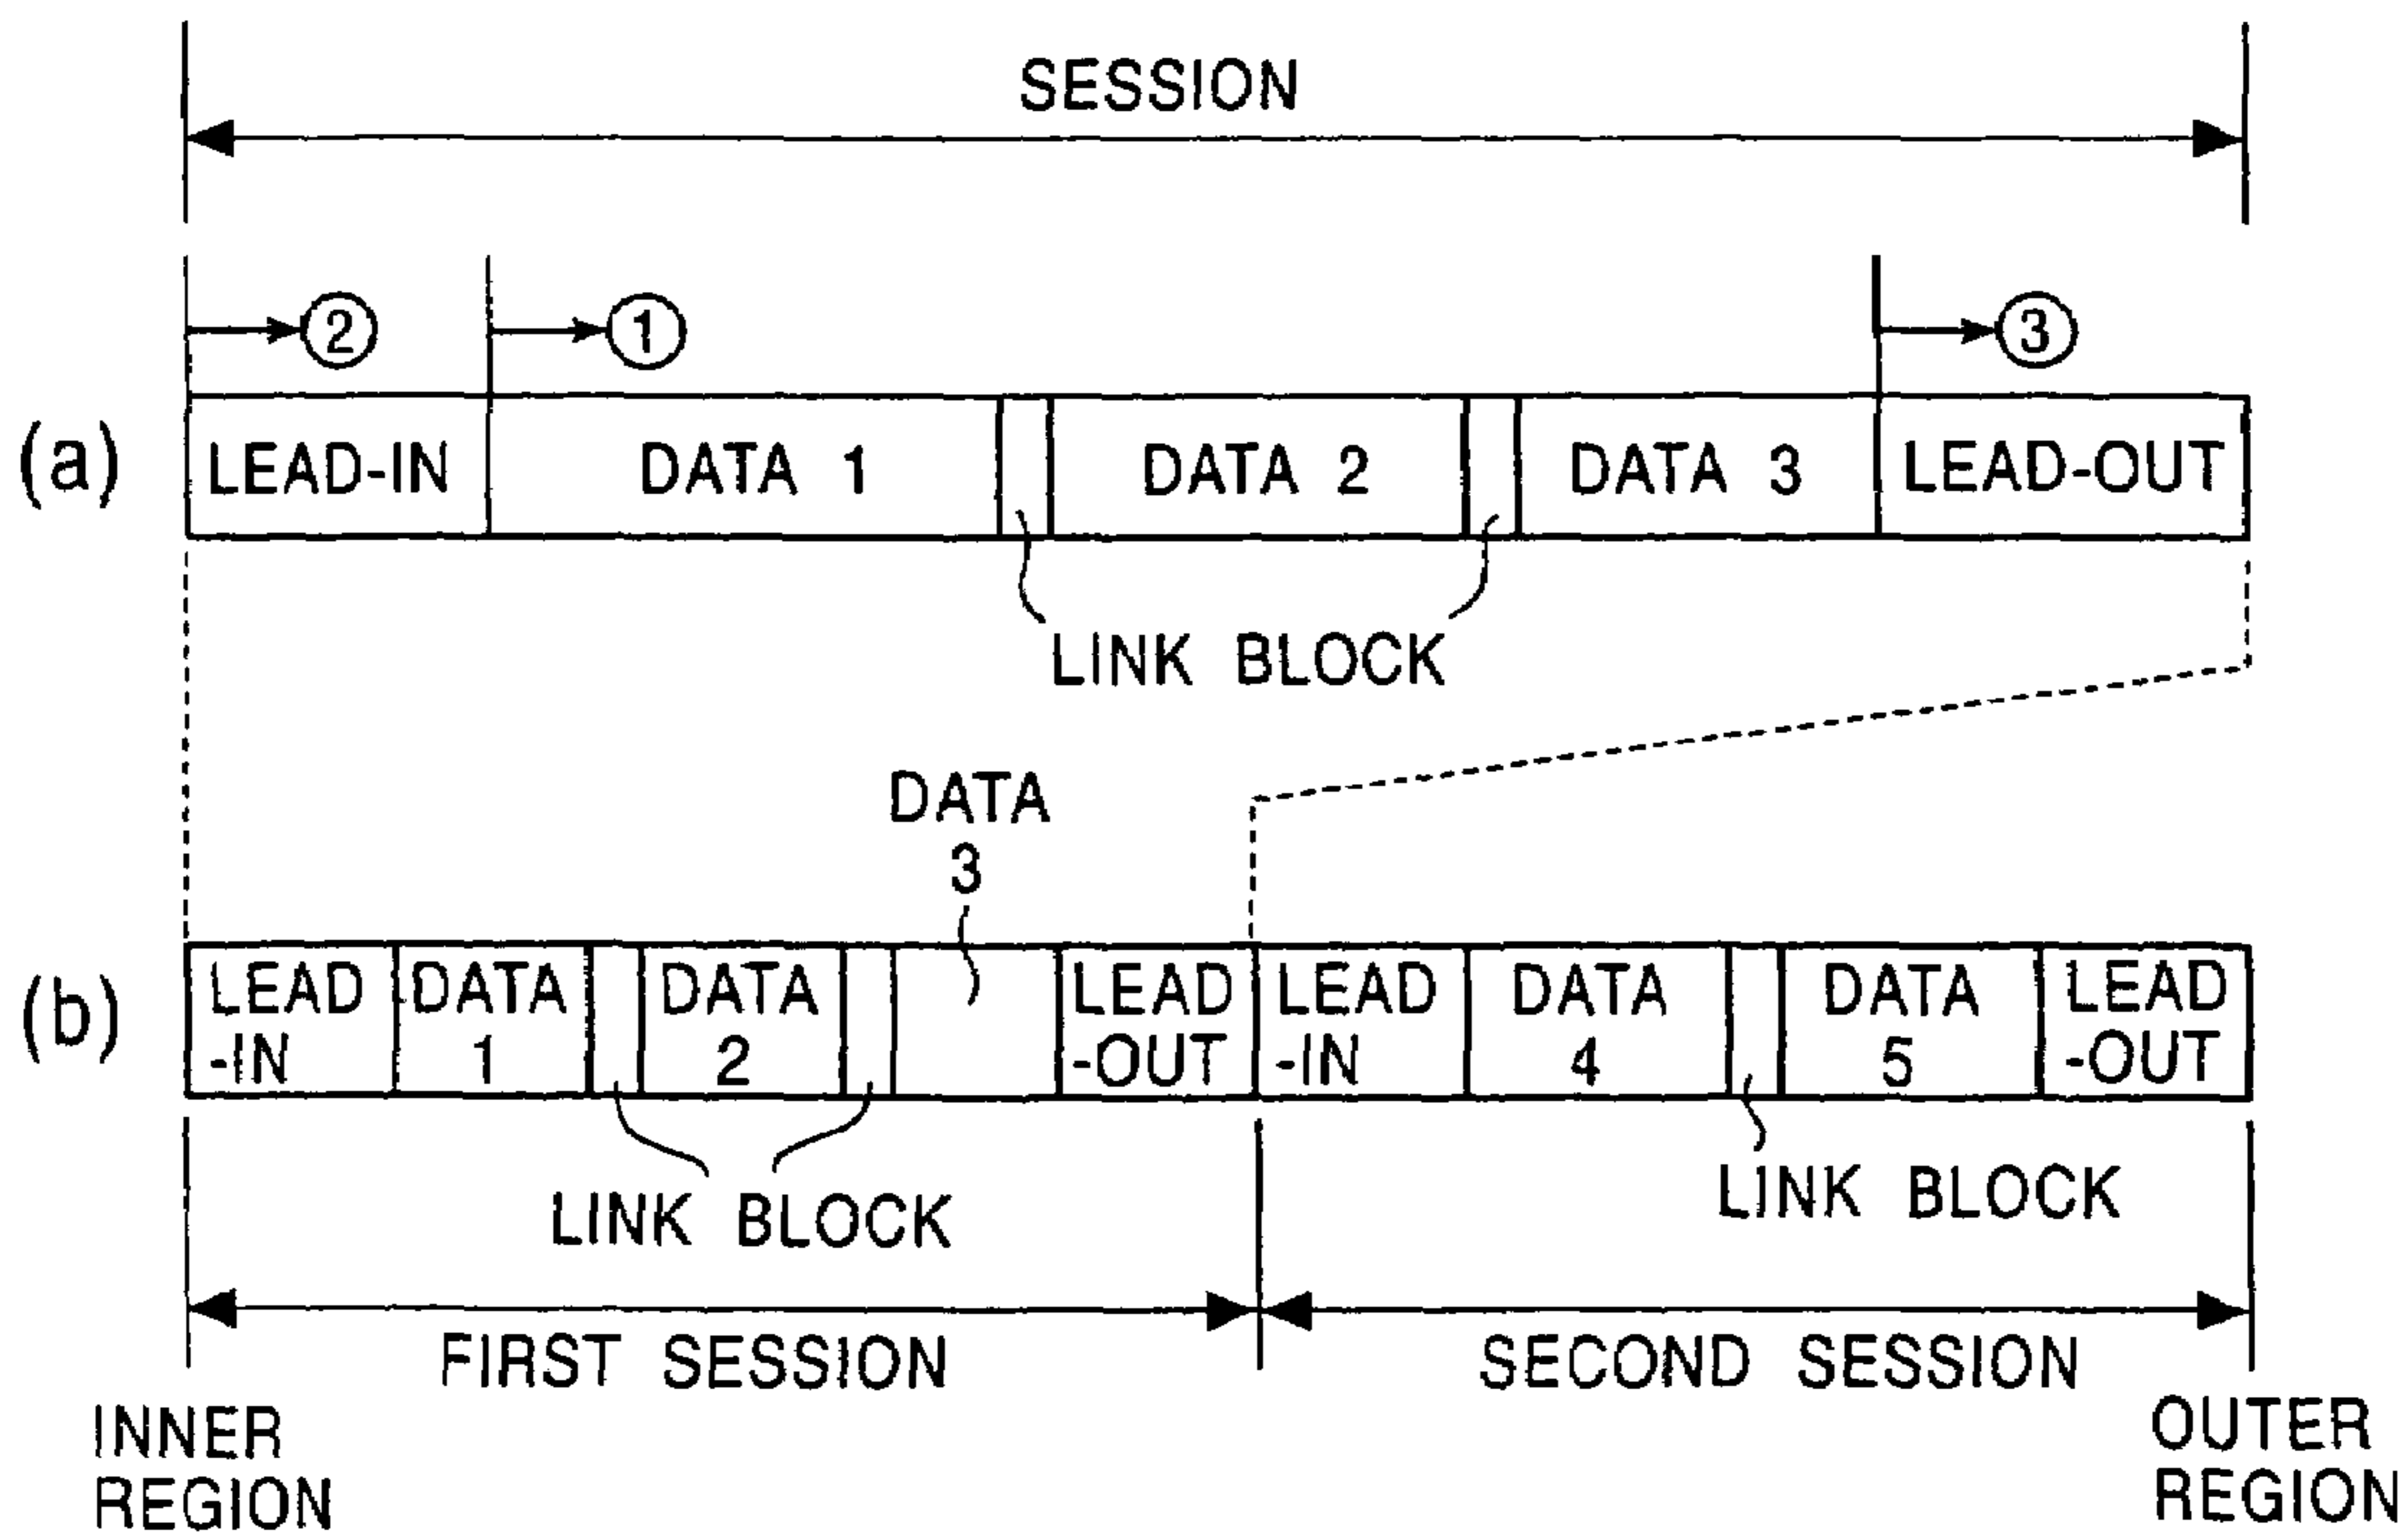 SESSION
② ① ③
(a) LEAD-IN DATA 1 DATA 2 DATA 3 LEAD-OUT
LINK BLOCK
DATA
3
(b)
LEAD DATA DATA LEAD LEAD DATA DATA LEAD
-IN 1 2 -OUT -IN 4 5 -OUT
LINK BLOCK
LINK BLOCK
FIRST SESSION SECOND SESSION
INNER
REGION
OUTER
REGION